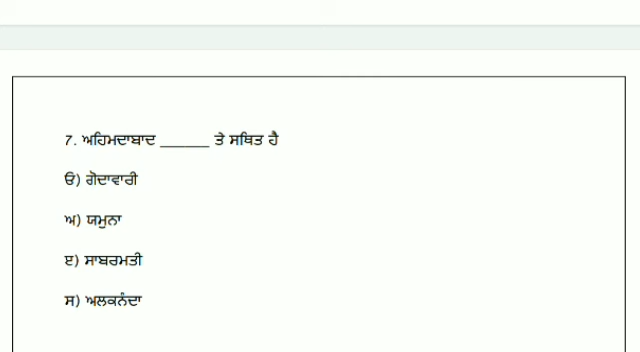 7. ਅਹਿਮਦਾਬਾਦ ______ ਤੇ ਸਥਿਤ ਹੈ
ੳ) ਗੋਦਾਵਾਰੀ
ਅ) ਯਮੁਨਾ
ੲ) ਸਾਬਰਮਤੀ
ਸ) ਅਲਕਨੰਦਾ